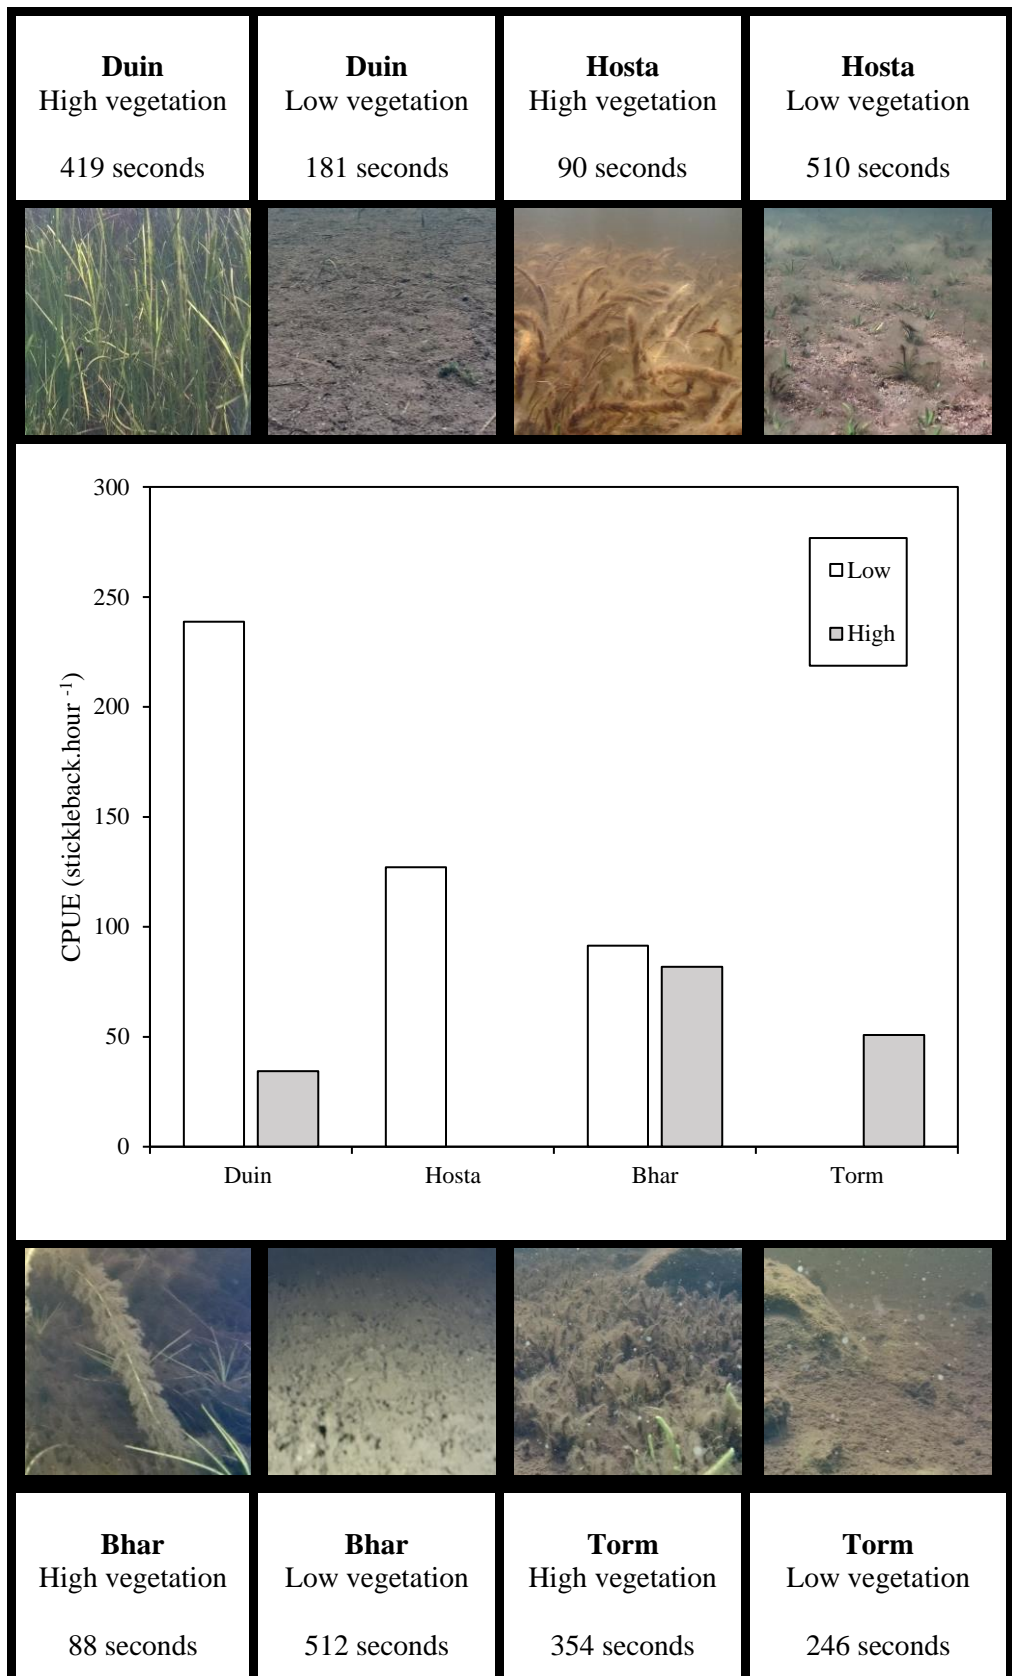 Duin
High vegetation
419 seconds
Duin
Low vegetation
181 seconds
Hosta
High vegetation
90 seconds
Hosta
Low vegetation
510 seconds
300
250
200
150
100
50
0
CPUE (stickleback.hour -1)
Low
High
Duin
Hosta
Bhar
Torm
Bhar
High vegetation
88 seconds
Bhar
Low vegetation
512 seconds
Torm
High vegetation
354 seconds
Torm
Low vegetation
246 seconds